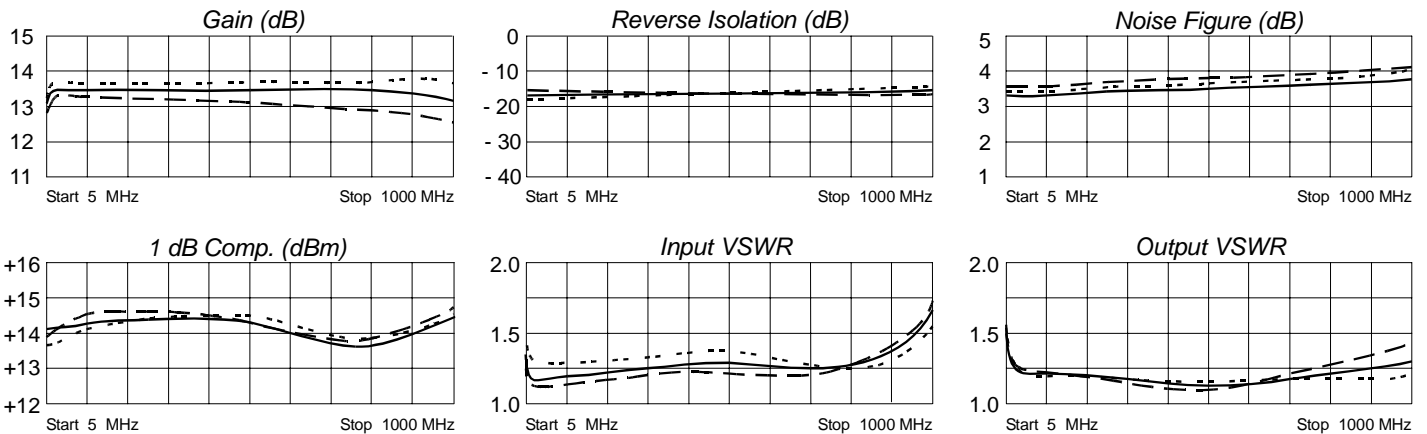 Gain (dB)
15
14
13
12
11
Start 5 MHz
Stop 1000 MHz
Reverse Isolation (dB)
0
- 10
- 20
- 30
- 40
Start 5 MHz
Stop 1000 MHz
Noise Figure (dB)
5
4
3
2
1
Start 5 MHz
Stop 1000 MHz
1 dB Comp. (dBm)
+16
+15
+14
+13
+12
Start 5 MHz
Stop 1000 MHz
Input VSWR
2.0
1.5
1.0
Start 5 MHz
Stop 1000 MHz
Output VSWR
2.0
1.5
1.0
Start 5 MHz
Stop 1000 MHz